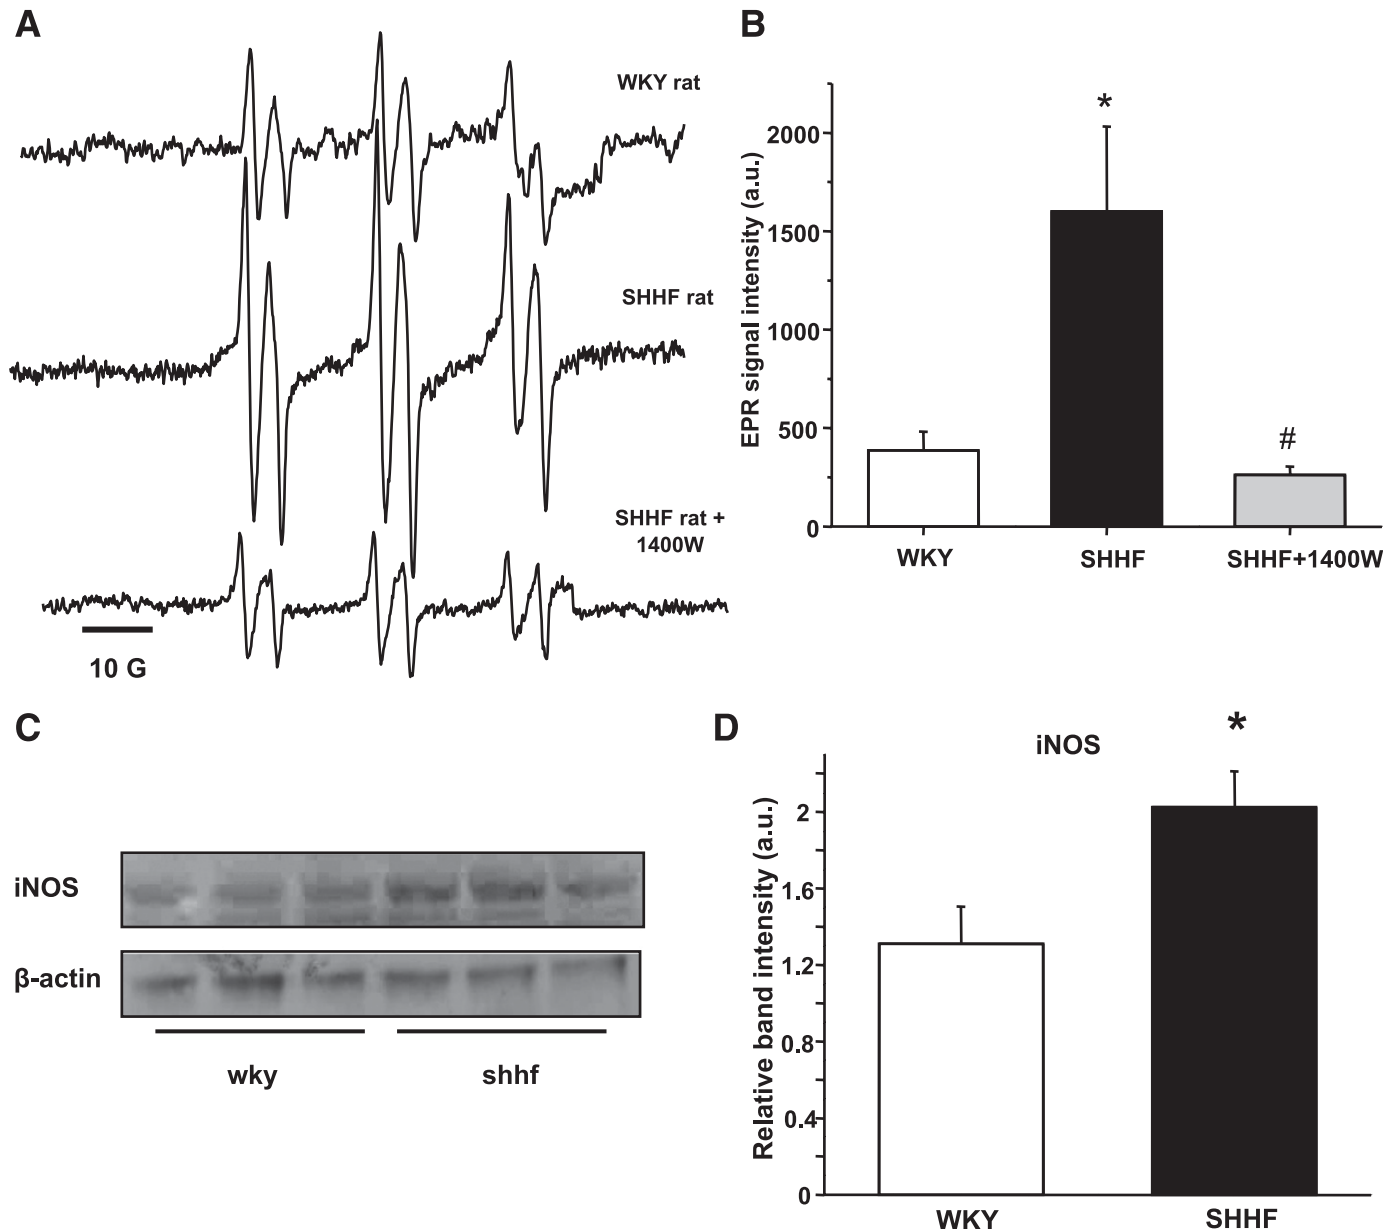 A
WKY rat
SHHF rat
SHHF rat +
1400W
10 G
B
EPR signal intensity (a.u.)
2000
1500
1000
500
0
*
#
WKY
SHHF
SHHF+1400W
C
iNOS
β-actin
wky
shhf
D
iNOS
*
Relative band intensity (a.u.)
2
1.6
1.2
0.8
0.4
0
WKY
SHHF